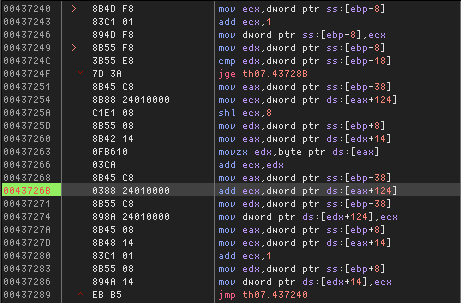 00437240 8B4D F8 mov ecx,dword ptr ss:[ebp-8]
00437243 83C1 01 add ecx,1
00437246 894D F8 mov dword ptr ss:[ebp-8],ecx
00437249 8B55 F8 mov edx,dword ptr ss:[ebp-8]
0043724C 3B55 E8 cmp edx,dword ptr ss:[ebp-18]
0043724F 7D 3A jge th07.43728B
00437251 8B45 C8 mov eax,dword ptr ss:[ebp-38]
00437254 8B88 24010000 mov ecx,dword ptr ds:[eax+124]
0043725A C1E1 08 shl ecx,8
0043725D 8B55 08 mov edx,dword ptr ss:[ebp+8]
00437260 8B42 14 mov eax,dword ptr ds:[edx+14]
00437263 0FB610 movzx edx,byte ptr ds:[eax]
00437266 03CA add ecx,edx
00437268 8B45 C8 mov eax,dword ptr ss:[ebp-38]
0043726B 0388 24010000 add ecx,dword ptr ds:[eax+124]
00437271 8B55 C8 mov edx,dword ptr ss:[ebp-38]
00437274 898A 24010000 mov dword ptr ds:[edx+124],ecx
0043727A 8B45 08 mov eax,dword ptr ss:[ebp+8]
0043727D 8B48 14 mov ecx,dword ptr ds:[eax+14]
00437280 83C1 01 add ecx,1
00437283 8B55 08 mov edx,dword ptr ss:[ebp+8]
00437286 894A 14 mov dword ptr ds:[edx+14],ecx
00437289 EB B5 jmp th07.437240